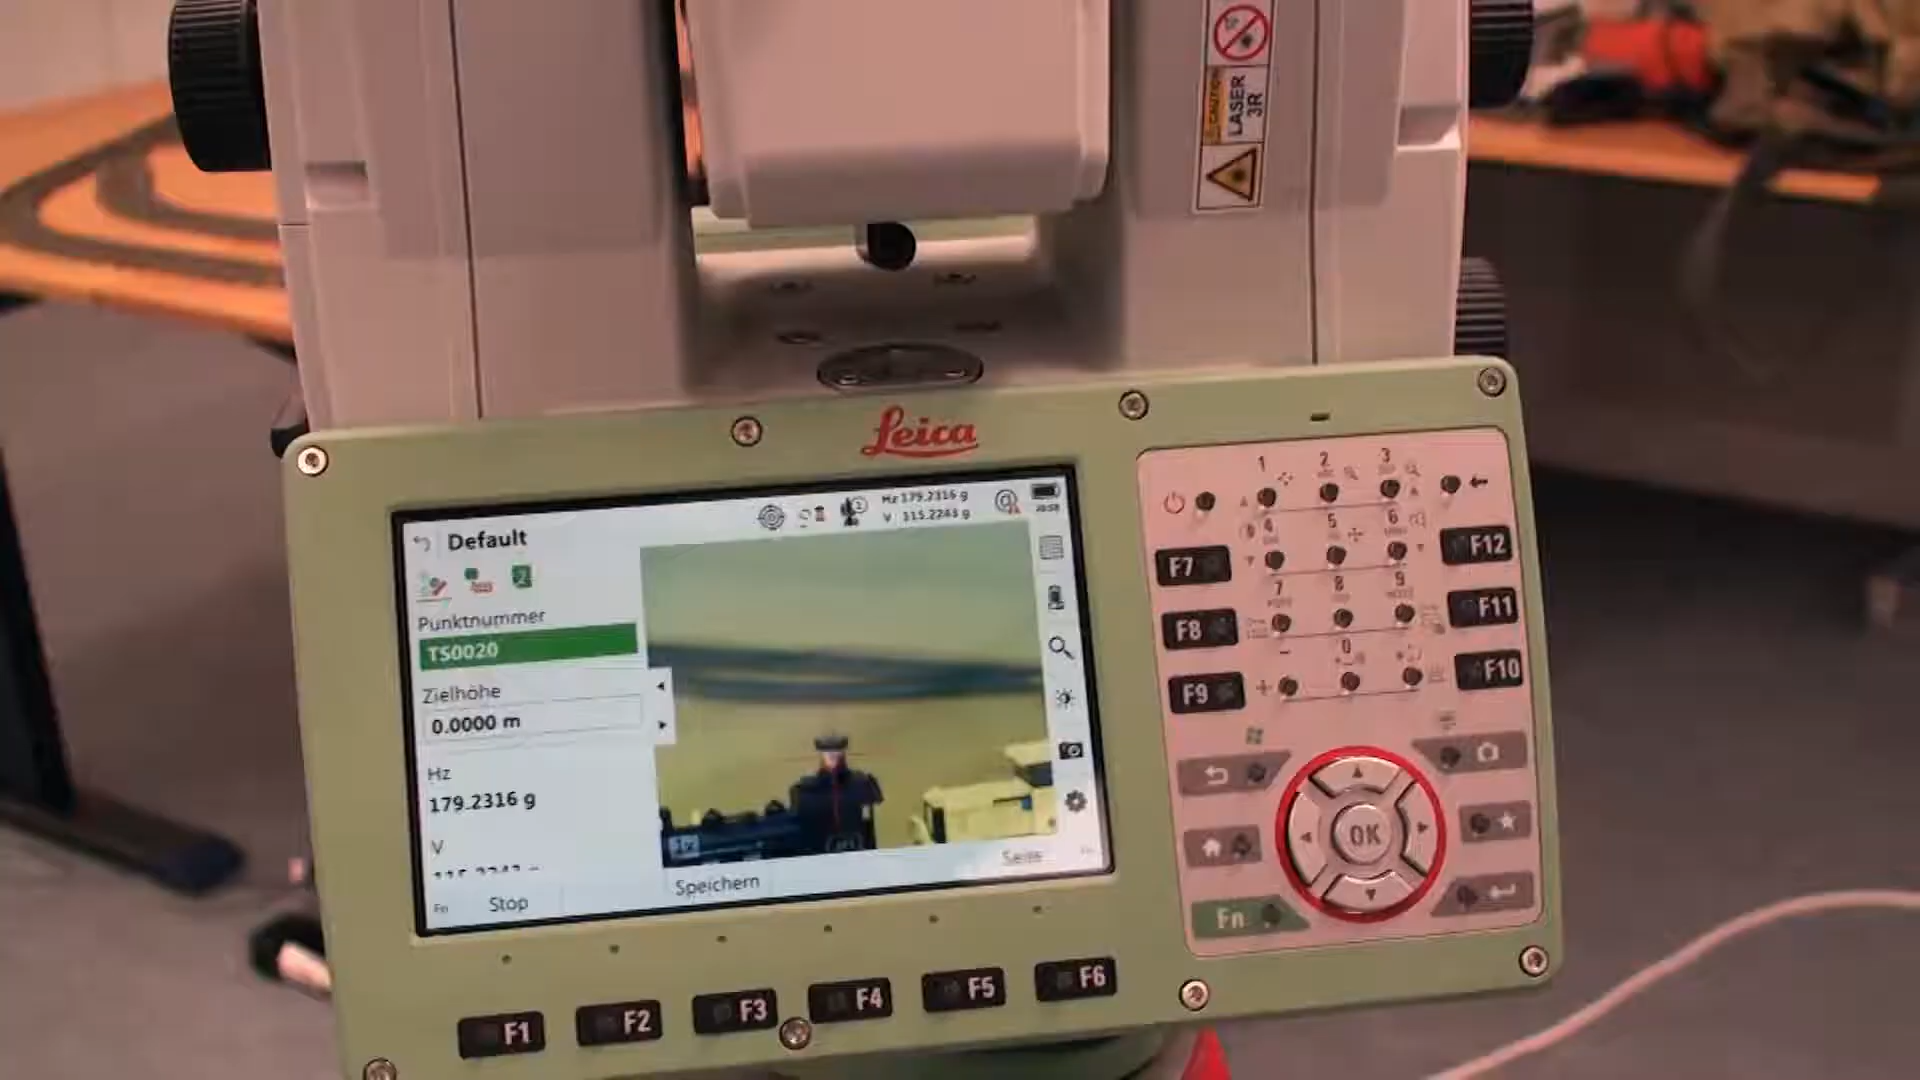 CAUTION
LASER
3R
Leica
Default
Hz 179.2316 g
V 115.2243 g
Punktnummer
TS0020
Zielhöhe
0.0000 m
Hz
179.2316 g
V
Fn
Stop
Speichern
Seite
Fn
1 2 3
4 5 6
7 8 9
0
F7
F12
F8
F11
F9
F10
OK
Fn
F1
F2
F3
F4
F5
F6